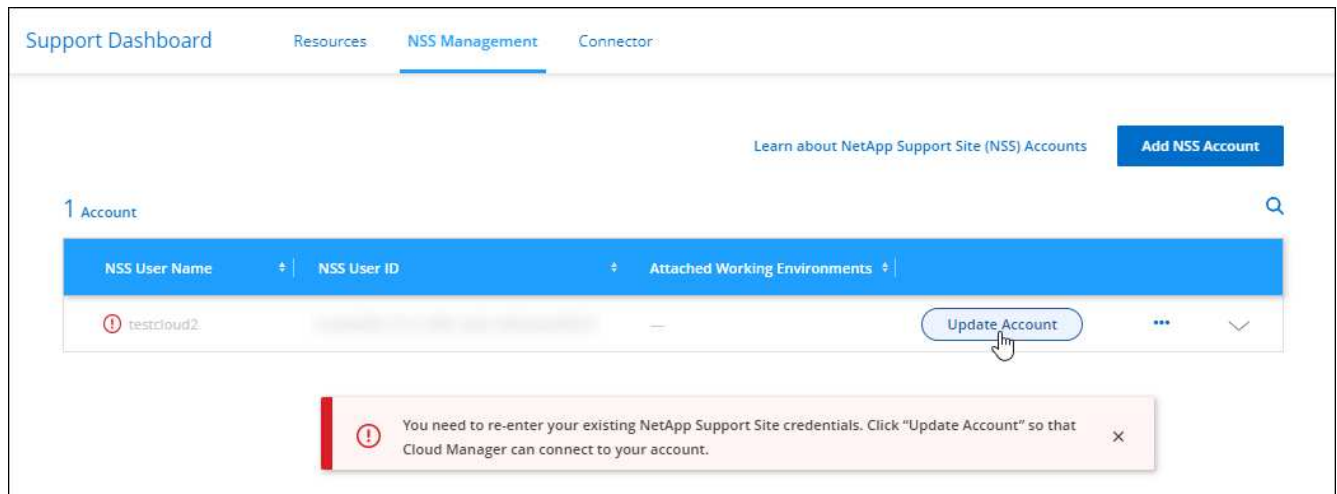 Support Dashboard Resources NSS Management Connector
Learn about NetApp Support Site (NSS) Accounts Add NSS Account
1 Account
NSS User Name NSS User ID Attached Working Environments
testcloud2 — Update Account
You need to re-enter your existing NetApp Support Site credentials. Click “Update Account” so that
Cloud Manager can connect to your account.